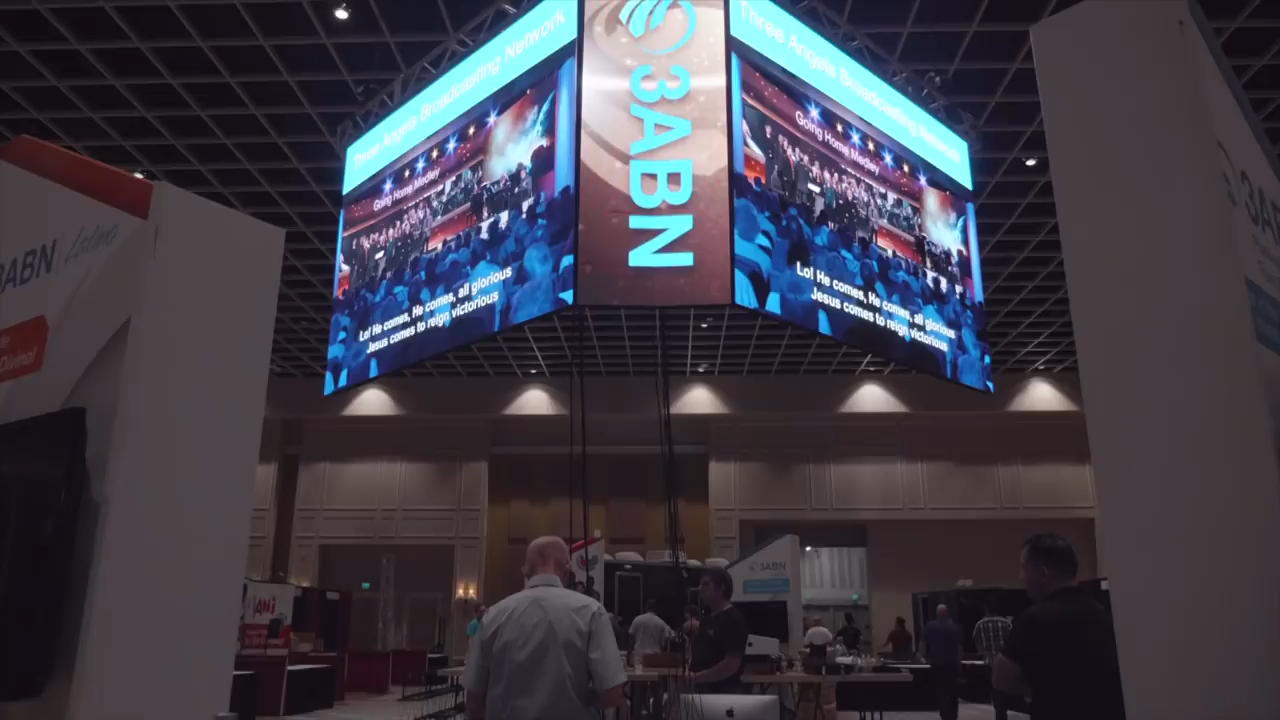 Three Angels Broadcasting Network
Going Home Medley
Lo! He comes, He comes, all glorious
Jesus comes to reign victorious
3ABN
Three Angels Broadcasting Network
Going Home Medley
Lo! He comes, He comes, all glorious
Jesus comes to reign victorious
3ABN Latino
3ABN